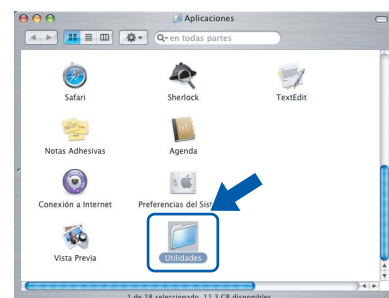 Aplicaciones
en todas partes
Safari
Sherlock
TextEdit
Notas Adhesivas
Agenda
Conexión a Internet
Preferencias del Sis
Vista Previa
Utilidades
1 de 28 seleccionado, 11,3 GB disponibles